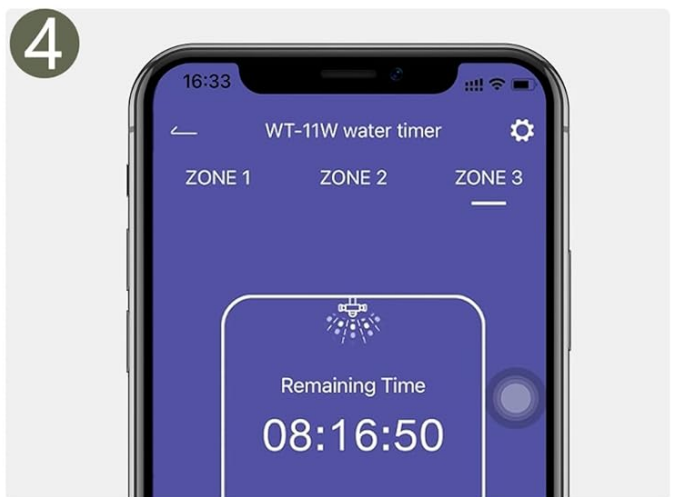 4
16:33
WT-11W water timer
ZONE 1 ZONE 2 ZONE 3
Remaining Time
08:16:50